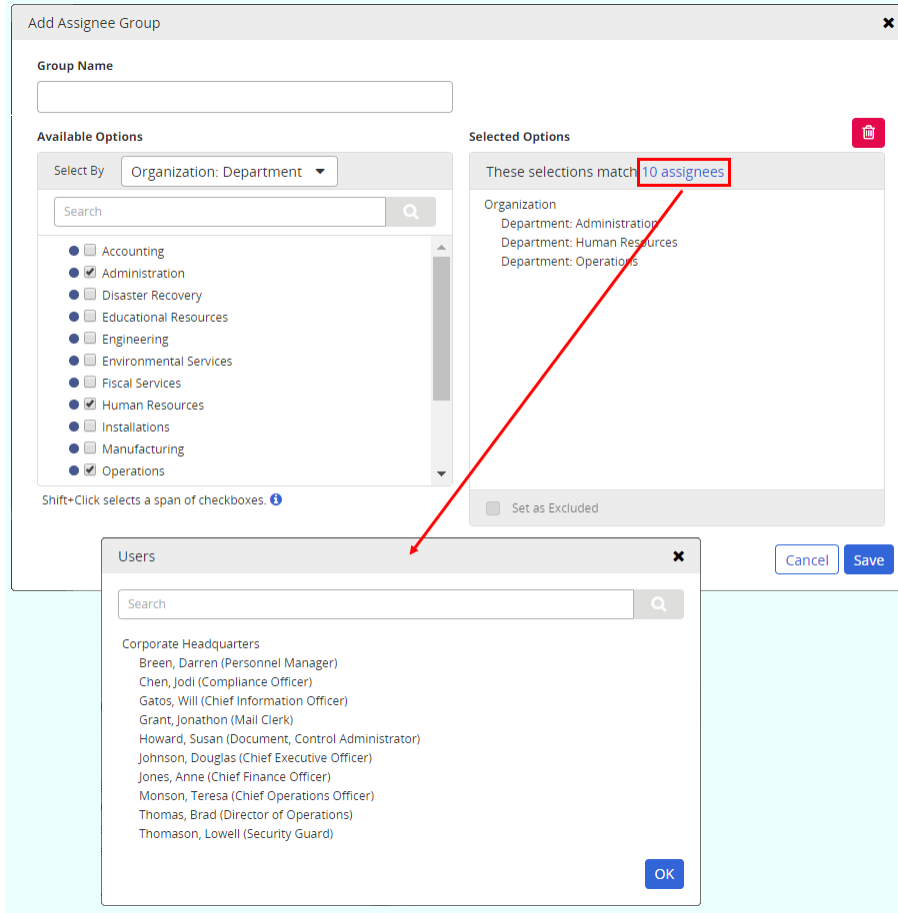 Add Assignee Group
Group Name
Available Options
Select By Organization: Department
Search
Accounting
Administration
Disaster Recovery
Educational Resources
Engineering
Environmental Services
Fiscal Services
Human Resources
Installations
Manufacturing
Operations
Shift+Click selects a span of checkboxes.
Selected Options
These selections match 10 assignees
Organization
Department: Administration
Department: Human Resources
Department: Operations
Set as Excluded
Cancel Save
Users
Search
Corporate Headquarters
Breen, Darren (Personnel Manager)
Chen, Jodi (Compliance Officer)
Gatos, Will (Chief Information Officer)
Grant, Jonathon (Mail Clerk)
Howard, Susan (Document, Control Administrator)
Johnson, Douglas (Chief Executive Officer)
Jones, Anne (Chief Finance Officer)
Monson, Teresa (Chief Operations Officer)
Thomas, Brad (Director of Operations)
Thomason, Lowell (Security Guard)
OK